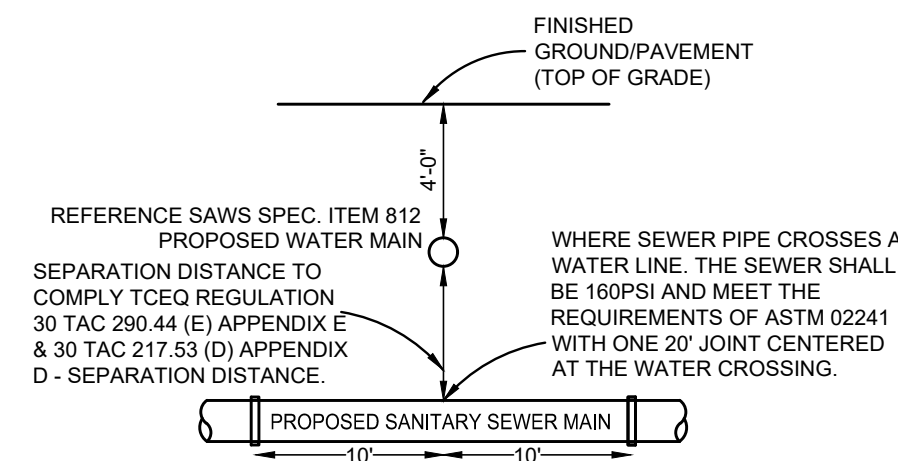 FINISHED
GROUND/PAVEMENT
(TOP OF GRADE)
4'-0"
REFERENCE SAWS SPEC. ITEM 812
PROPOSED WATER MAIN
SEPARATION DISTANCE TO
COMPLY TCEQ REGULATION
30 TAC 290.44 (E) APPENDIX E
& 30 TAC 217.53 (D) APPENDIX
D - SEPARATION DISTANCE.
WHERE SEWER PIPE CROSSES A
WATER LINE. THE SEWER SHALL
BE 160PSI AND MEET THE
REQUIREMENTS OF ASTM 02241
WITH ONE 20' JOINT CENTERED
AT THE WATER CROSSING.
PROPOSED SANITARY SEWER MAIN
10' 10'